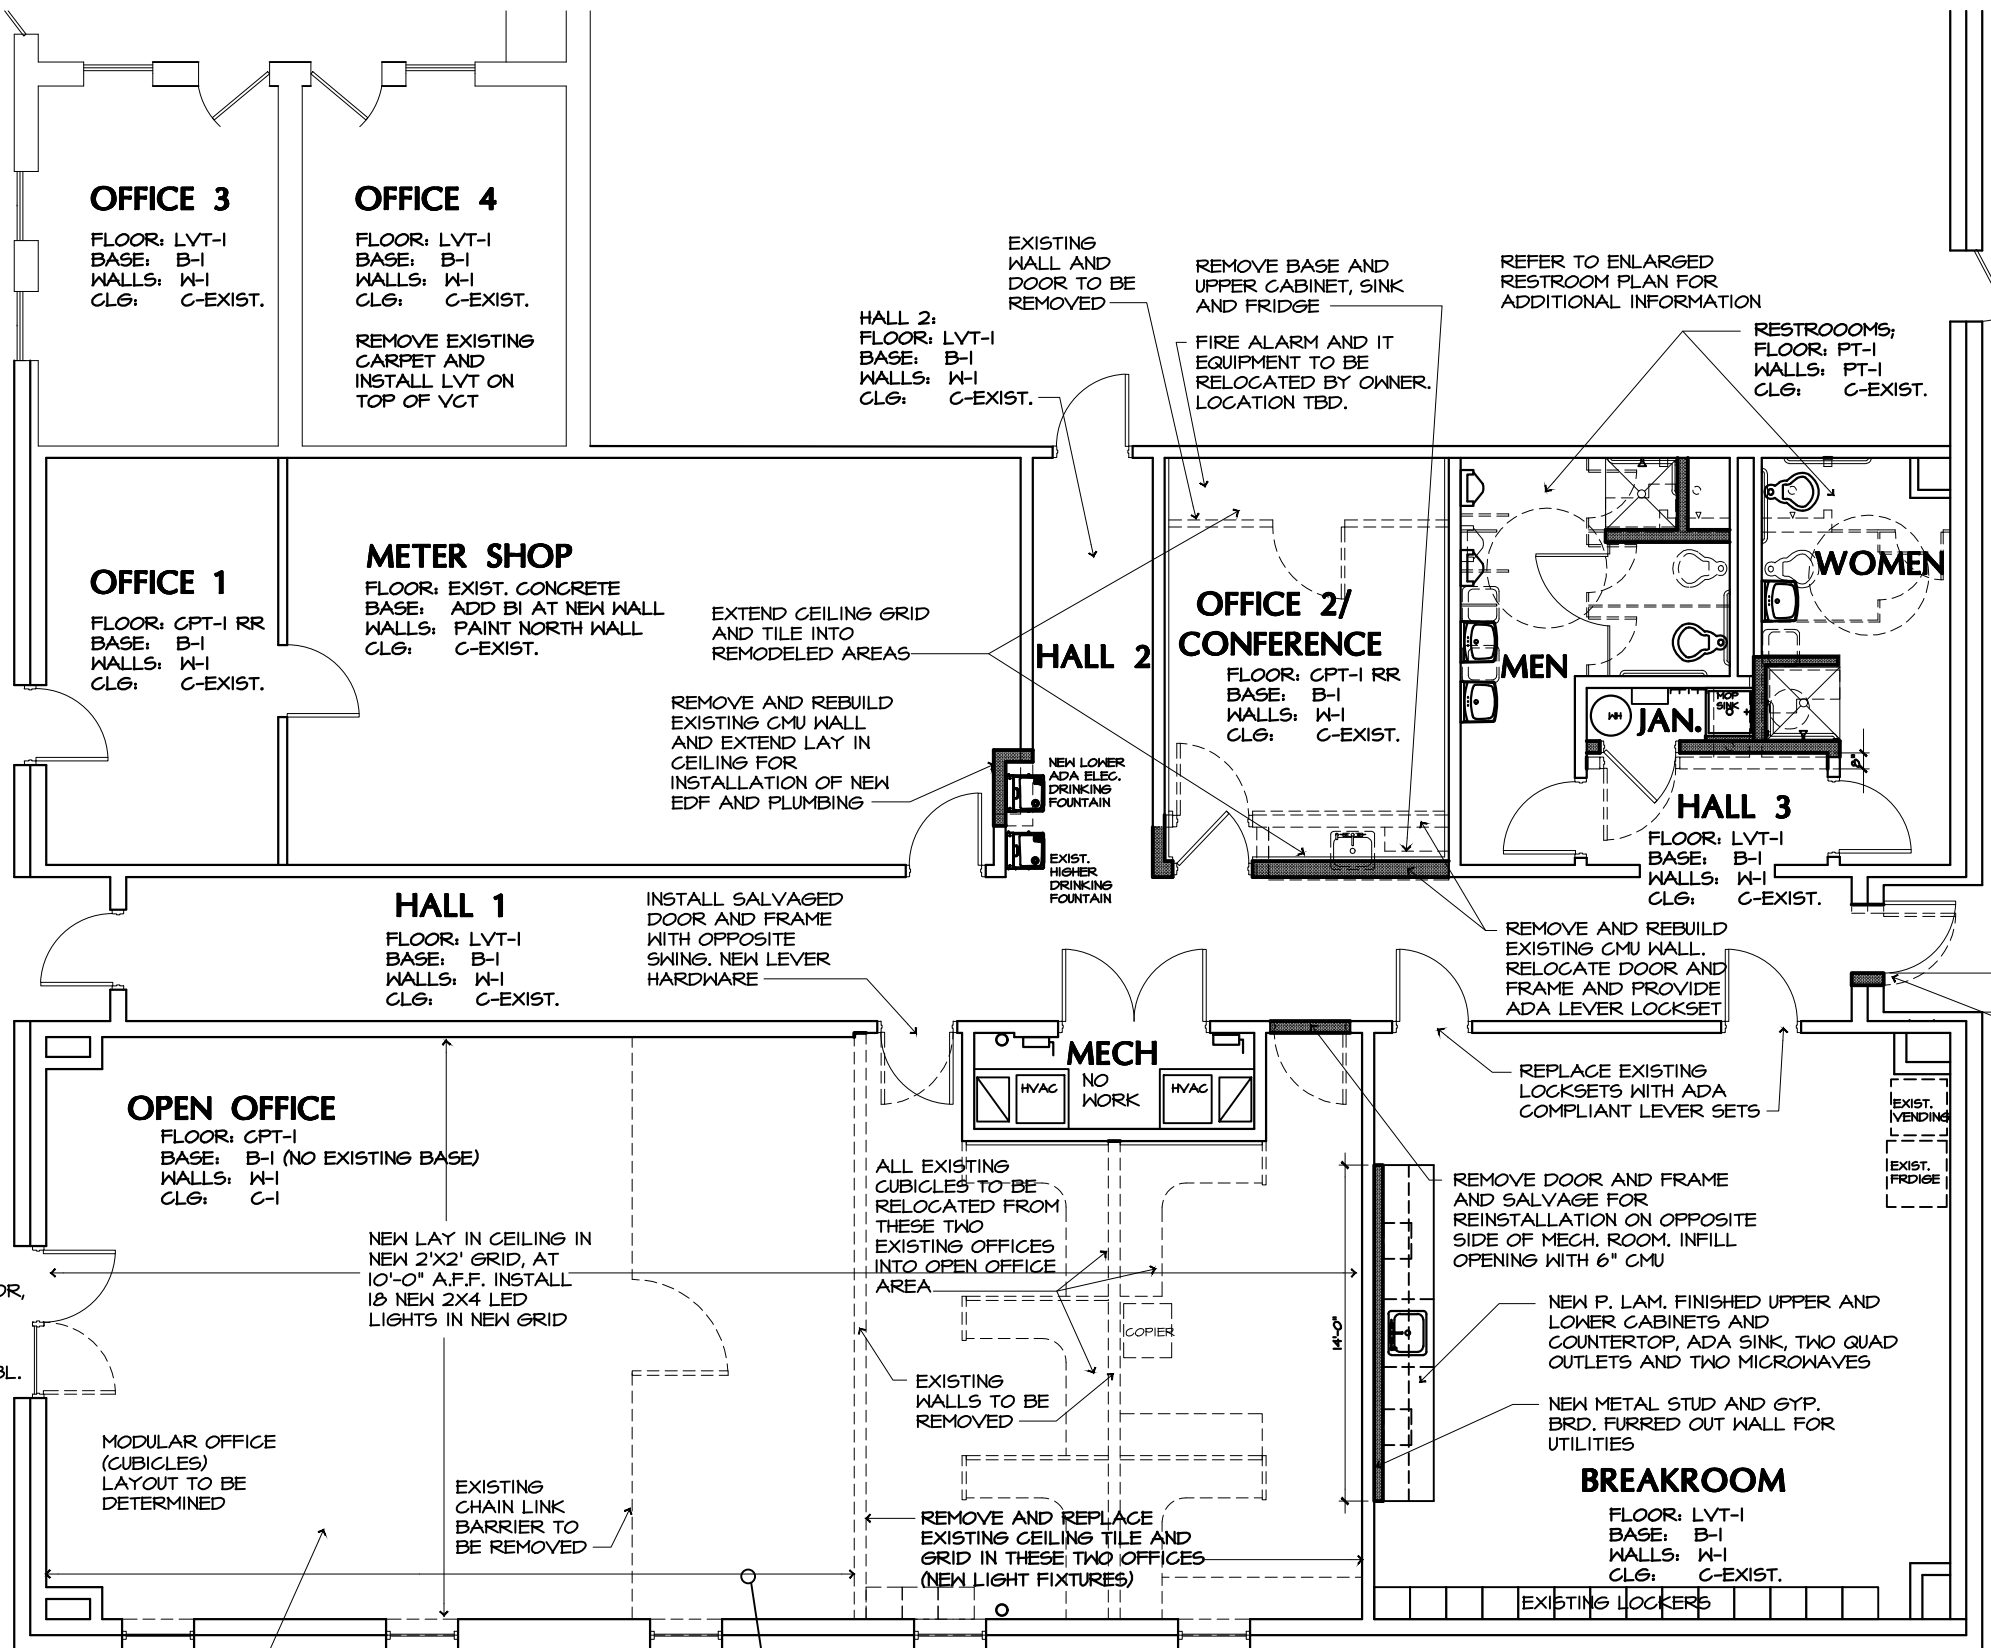 OFFICE 3
FLOOR: LVT-1
BASE: B-1
WALLS: W-1
CLG: C-EXIST.
OFFICE 4
FLOOR: LVT-1
BASE: B-1
WALLS: W-1
CLG: C-EXIST.
REMOVE EXISTING
CARPET AND
INSTALL LVT ON
TOP OF VCT
HALL 2:
FLOOR: LVT-1
BASE: B-1
WALLS: W-1
CLG: C-EXIST.
EXISTING
WALL AND
DOOR TO BE
REMOVED
REMOVE BASE AND
UPPER CABINET, SINK
AND FRIDGE
FIRE ALARM AND IT
EQUIPMENT TO BE
RELOCATED BY OWNER.
LOCATION TBD.
REFER TO ENLARGED
RESTROOM PLAN FOR
ADDITIONAL INFORMATION
RESTROOOMS;
FLOOR: PT-1
WALLS: PT-1
CLG: C-EXIST.
OFFICE 1
FLOOR: CPT-1 RR
BASE: B-1
WALLS: W-1
CLG: C-EXIST.
METER SHOP
FLOOR: EXIST. CONCRETE
BASE: ADD B1 AT NEW WALL
WALLS: PAINT NORTH WALL
CLG: C-EXIST.
EXTEND CEILING GRID
AND TILE INTO
REMODELED AREAS
REMOVE AND REBUILD
EXISTING CMU WALL
AND EXTEND LAY IN
CEILING FOR
INSTALLATION OF NEW
EDF AND PLUMBING
HALL 2
NEW LOWER
ADA ELEC.
DRINKING
FOUNTAIN
EXIST.
HIGHER
DRINKING
FOUNTAIN
OFFICE 2/
CONFERENCE
FLOOR: CPT-1 RR
BASE: B-1
WALLS: W-1
CLG: C-EXIST.
MEN
WOMEN
WH
JAN.
MOP
SINK
8"
HALL 3
FLOOR: LVT-1
BASE: B-1
WALLS: W-1
CLG: C-EXIST.
HALL 1
FLOOR: LVT-1
BASE: B-1
WALLS: W-1
CLG: C-EXIST.
INSTALL SALVAGED
DOOR AND FRAME
WITH OPPOSITE
SWING. NEW LEVER
HARDWARE
REMOVE AND REBUILD
EXISTING CMU WALL.
RELOCATE DOOR AND
FRAME AND PROVIDE
ADA LEVER LOCKSET
MECH
NO
WORK
HVAC
HVAC
REPLACE EXISTING
LOCKSETS WITH ADA
COMPLIANT LEVER SETS
EXIST.
VENDING
EXIST.
FRDIGE
OPEN OFFICE
FLOOR: CPT-1
BASE: B-1 (NO EXISTING BASE)
WALLS: W-1
CLG: C-1
NEW LAY IN CEILING IN
NEW 2'X2' GRID, AT
10'-0" A.F.F. INSTALL
18 NEW 2X4 LED
LIGHTS IN NEW GRID
ALL EXISTING
CUBICLES TO BE
RELOCATED FROM
THESE TWO
EXISTING OFFICES
INTO OPEN OFFICE
AREA
COPIER
14'-0"
REMOVE DOOR AND FRAME
AND SALVAGE FOR
REINSTALLATION ON OPPOSITE
SIDE OF MECH. ROOM. INFILL
OPENING WITH 6" CMU
NEW P. LAM. FINISHED UPPER AND
LOWER CABINETS AND
COUNTERTOP, ADA SINK, TWO QUAD
OUTLETS AND TWO MICROWAVES
NEW METAL STUD AND GYP.
BRD. FURRED OUT WALL FOR
UTILITIES
OR,
BL.
EXISTING
WALLS TO BE
REMOVED
MODULAR OFFICE
(CUBICLES)
LAYOUT TO BE
DETERMINED
EXISTING
CHAIN LINK
BARRIER TO
BE REMOVED
REMOVE AND REPLACE
EXISTING CEILING TILE AND
GRID IN THESE TWO OFFICES
(NEW LIGHT FIXTURES)
BREAKROOM
FLOOR: LVT-1
BASE: B-1
WALLS: W-1
CLG: C-EXIST.
EXISTING LOCKERS